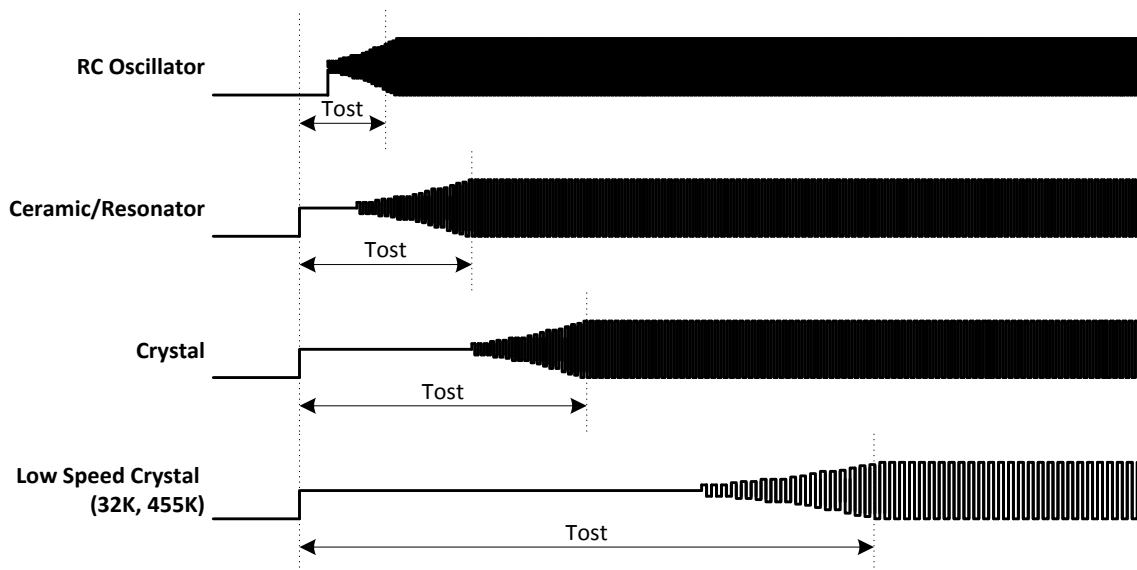 RC Oscillator
Tost
Ceramic/Resonator
Tost
Crystal
Tost
Low Speed Crystal
(32K, 455K)
Tost